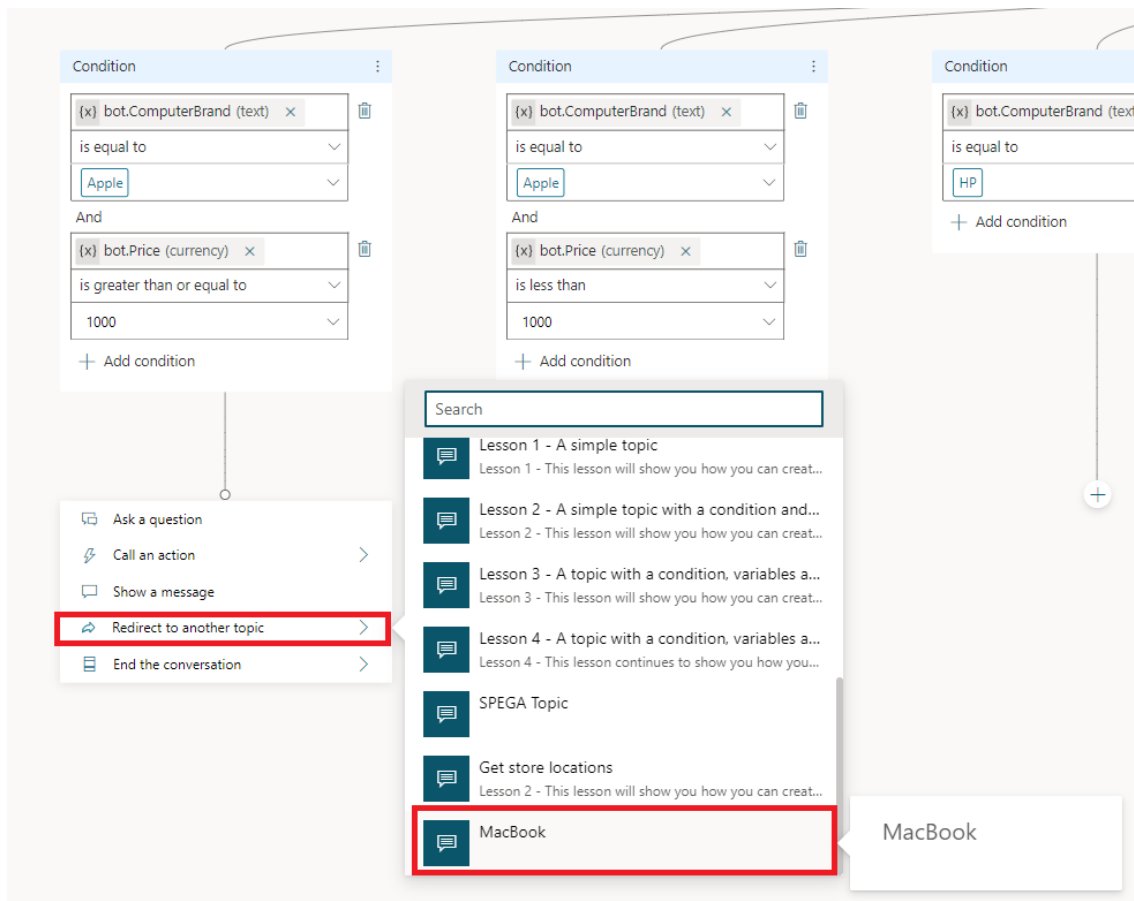 Condition
{x} bot.ComputerBrand (text)
is equal to
Apple
And
{x} bot.Price (currency)
is greater than or equal to
1000
Add condition
Condition
{x} bot.ComputerBrand (text)
is equal to
Apple
And
{x} bot.Price (currency)
is less than
1000
Add condition
Condition
{x} bot.ComputerBrand (text
is equal to
HP
Add condition
Ask a question
Call an action
Show a message
Redirect to another topic
End the conversation
Search
Lesson 1 - A simple topic
Lesson 1 - This lesson will show you how you can creat...
Lesson 2 - A simple topic with a condition and...
Lesson 2 - This lesson will show you how you can creat...
Lesson 3 - A topic with a condition, variables a...
Lesson 3 - This lesson will show you how you can creat...
Lesson 4 - A topic with a condition, variables a...
Lesson 4 - This lesson continues to show you how you...
SPEGA Topic
Get store locations
Lesson 2 - This lesson will show you how you can creat...
MacBook
MacBook